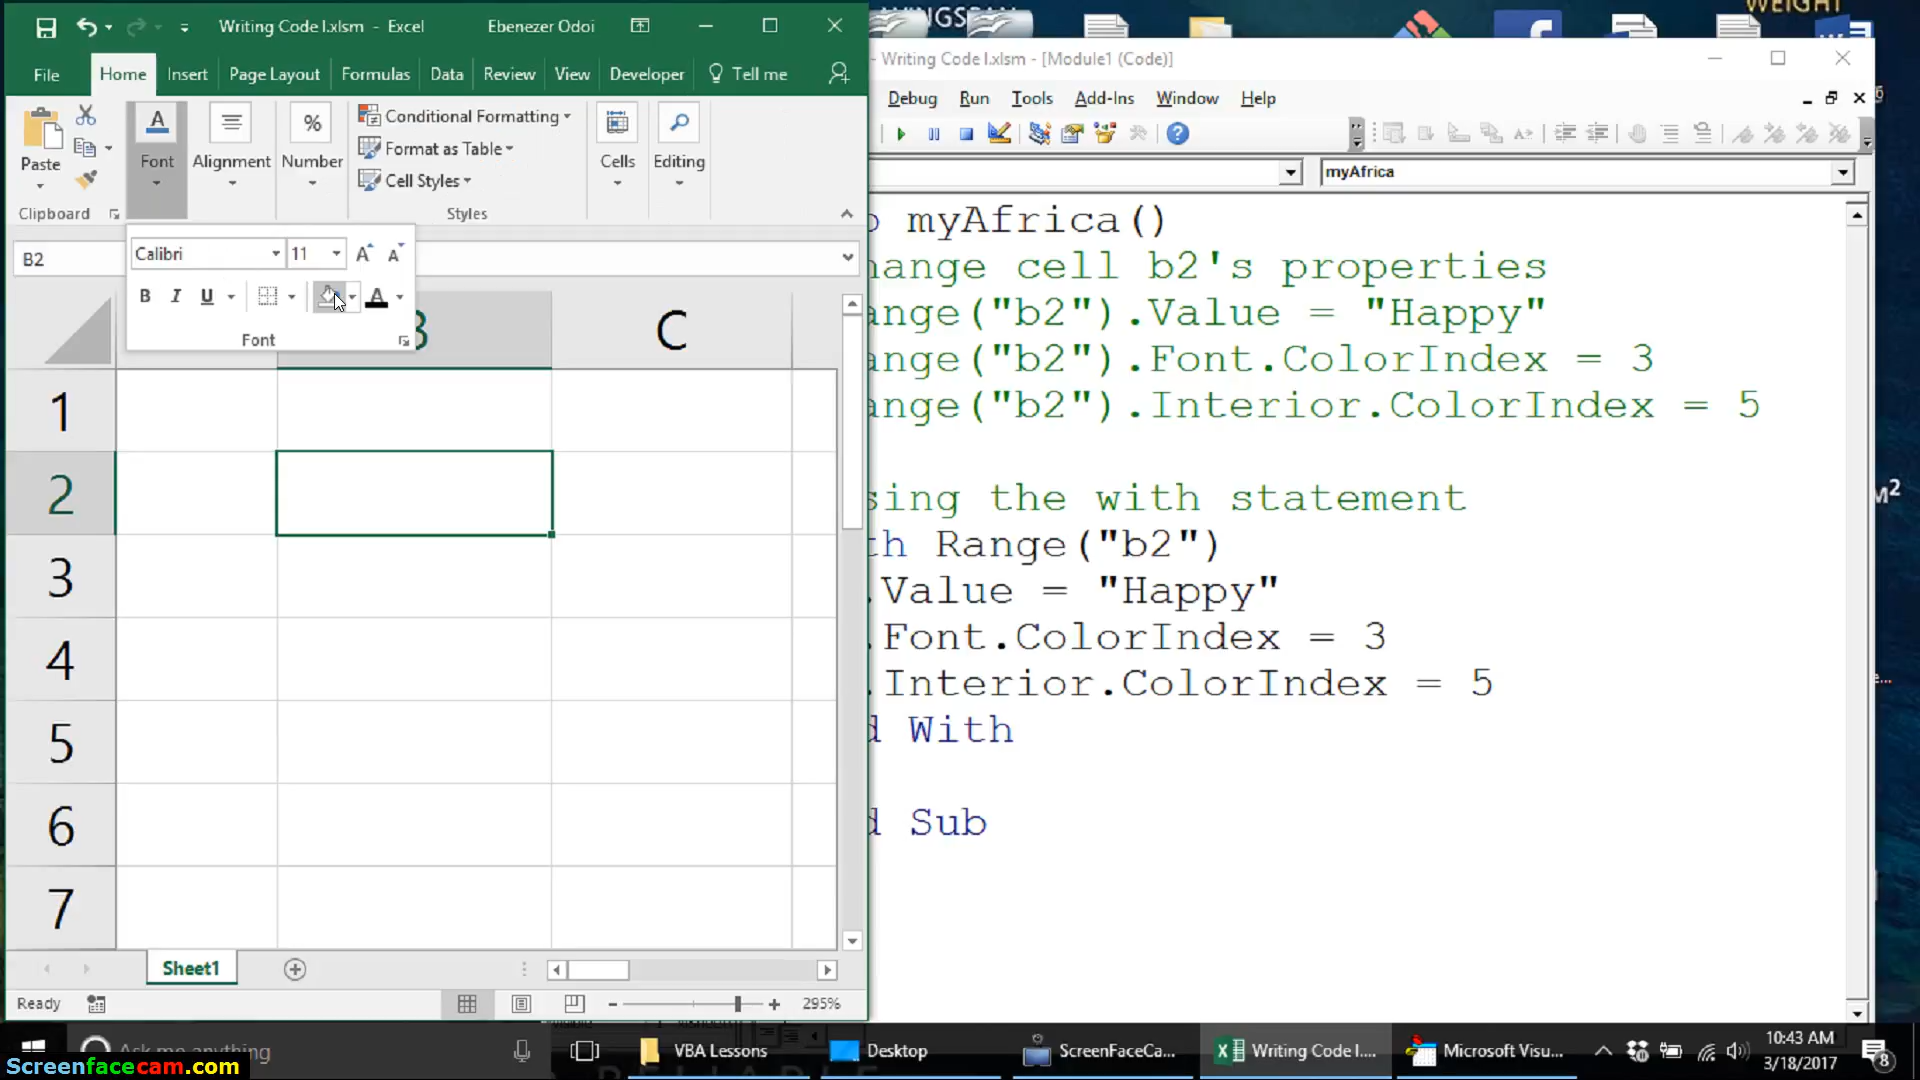 Writing Code I.xlsm - Excel
Ebenezer Odoi
File Home Insert Page Layout Formulas Data Review View Developer Tell me
Paste
Font
Alignment
Number
Conditional Formatting
Format as Table
Cell Styles
Cells
Editing
Clipboard
Styles
B2
Calibri
11
B I U
Font
C
1
2
3
4
5
6
7
Sheet1
Ready
295%
WEIGHT
- Writing Code I.xlsm - [Module1 (Code)]
Debug Run Tools Add-Ins Window Help
myAfrica
myAfrica()
hange cell b2's properties
ange("b2").Value = "Happy"
ange("b2").Font.ColorIndex = 3
ange("b2").Interior.ColorIndex = 5
sing the with statement
th Range("b2")
.Value = "Happy"
.Font.ColorIndex = 3
.Interior.ColorIndex = 5
d With
d Sub
Ask me anything
VBA Lessons
Desktop
ScreenFaceCa...
Writing Code I....
Microsoft Visu...
10:43 AM
3/18/2017
8
Screenfacecam.com